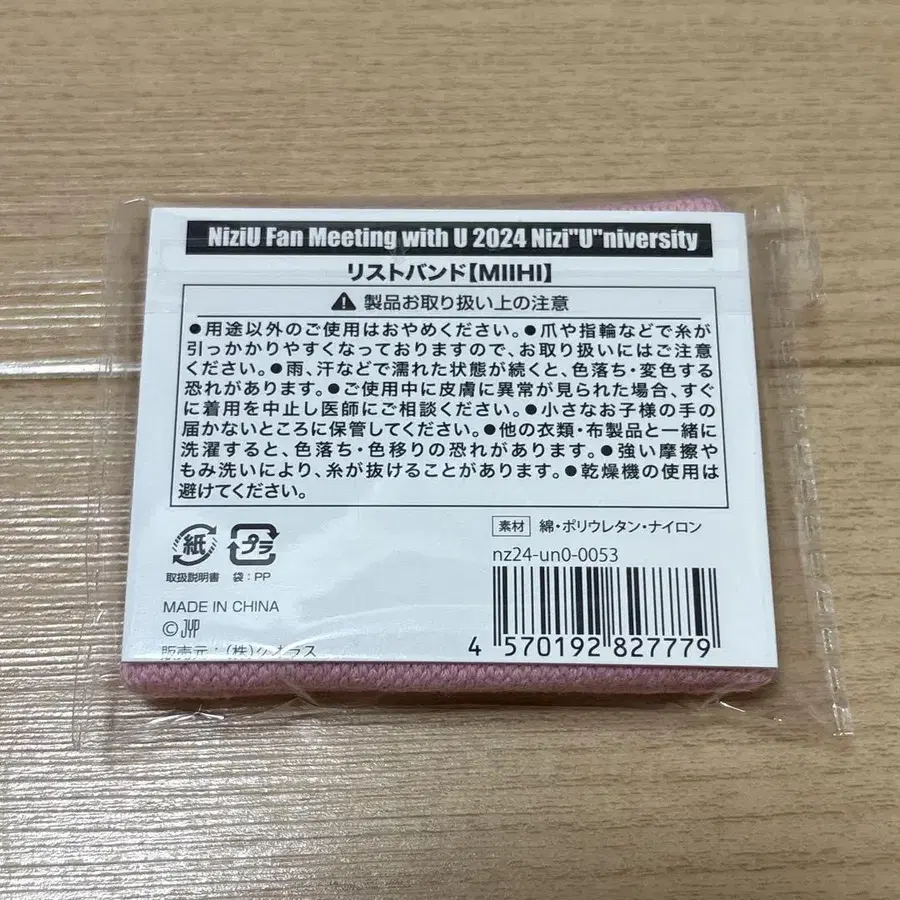 NiziU Fan Meeting with U 2024 Nizi"U"niversity
リストバンド【MIIHI】
製品お取り扱い上の注意
●用途以外のご使用はおやめください。●爪や指輪などで糸が
引っかかりやすくなっておりますので、お取り扱いにはご注意
ください。●雨、汗などで濡れた状態が続くと、色落ち・変色する
恐れがあります。●ご使用中に皮膚に異常が見られた場合、すぐ
に着用を中止し医師にご相談ください。●小さなお子様の手の
届かないところに保管してください。●他の衣類・布製品と一緒に
洗濯すると、色落ち・色移りの恐れがあります。●強い摩擦や
もみ洗いにより、糸が抜けることがあります。●乾燥機の使用は
避けてください。
紙
プラ
取扱説明書
袋：PP
素材 綿・ポリウレタン・ナイロン
nz24-un0-0053
MADE IN CHINA
© JYP
販売元：(株)クオラス
4 570192 827779